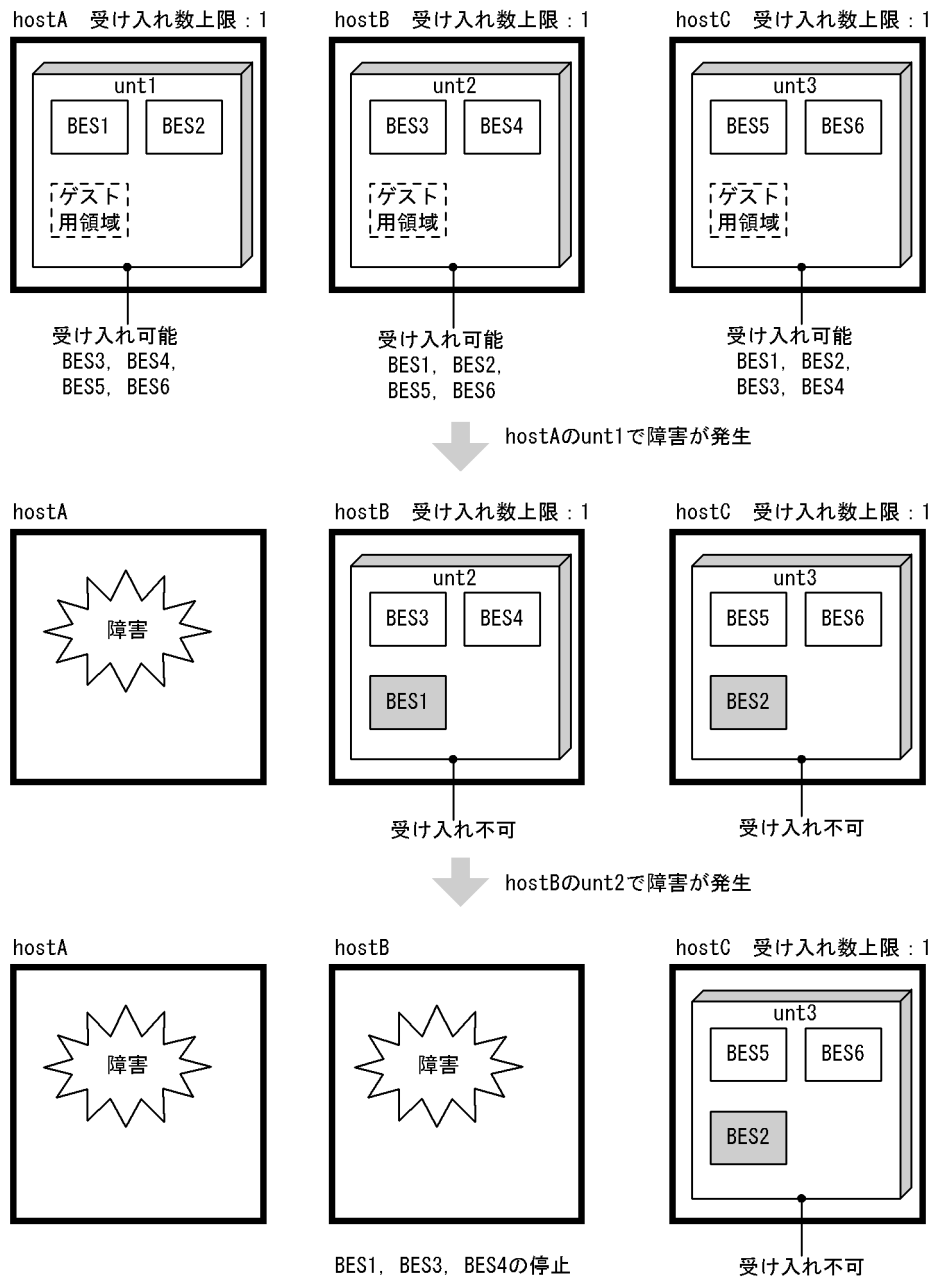 hostA　受け入れ数上限：1
hostB　受け入れ数上限：1
hostC　受け入れ数上限：1
unt1
BES1
BES2
ゲスト
用領域
unt2
BES3
BES4
ゲスト
用領域
unt3
BES5
BES6
ゲスト
用領域
受け入れ可能
BES3，BES4，
BES5，BES6
受け入れ可能
BES1，BES2，
BES5，BES6
受け入れ可能
BES1，BES2，
BES3，BES4
hostAのunt1で障害が発生
hostA
hostB　受け入れ数上限：1
hostC　受け入れ数上限：1
障害
unt2
BES3
BES4
BES1
unt3
BES5
BES6
BES2
受け入れ不可
受け入れ不可
hostBのunt2で障害が発生
hostA
hostB
hostC　受け入れ数上限：1
障害
障害
unt3
BES5
BES6
BES2
BES1，BES3，BES4の停止
受け入れ不可